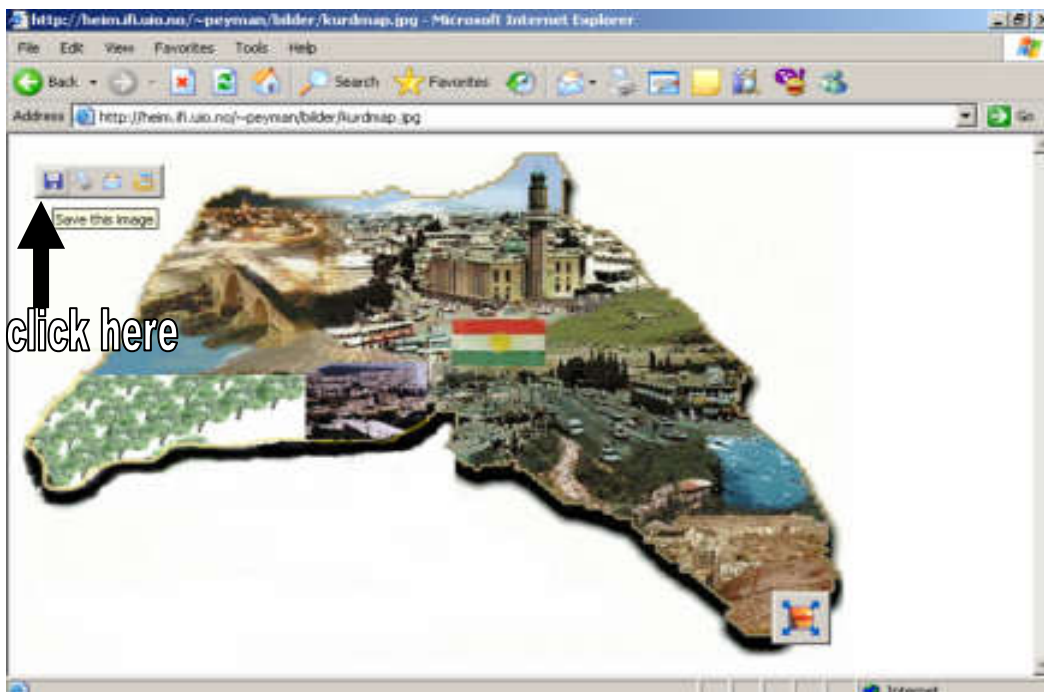 http://heim.ifi.uio.no/~peyman/bilder/kurdmap.jpg - Microsoft Internet Explorer
File Edit View Favorites Tools Help
Back Search Favorites
Address http://heim.ifi.uio.no/~peyman/bilder/kurdmap.jpg Go
Save this image
click here
Internet